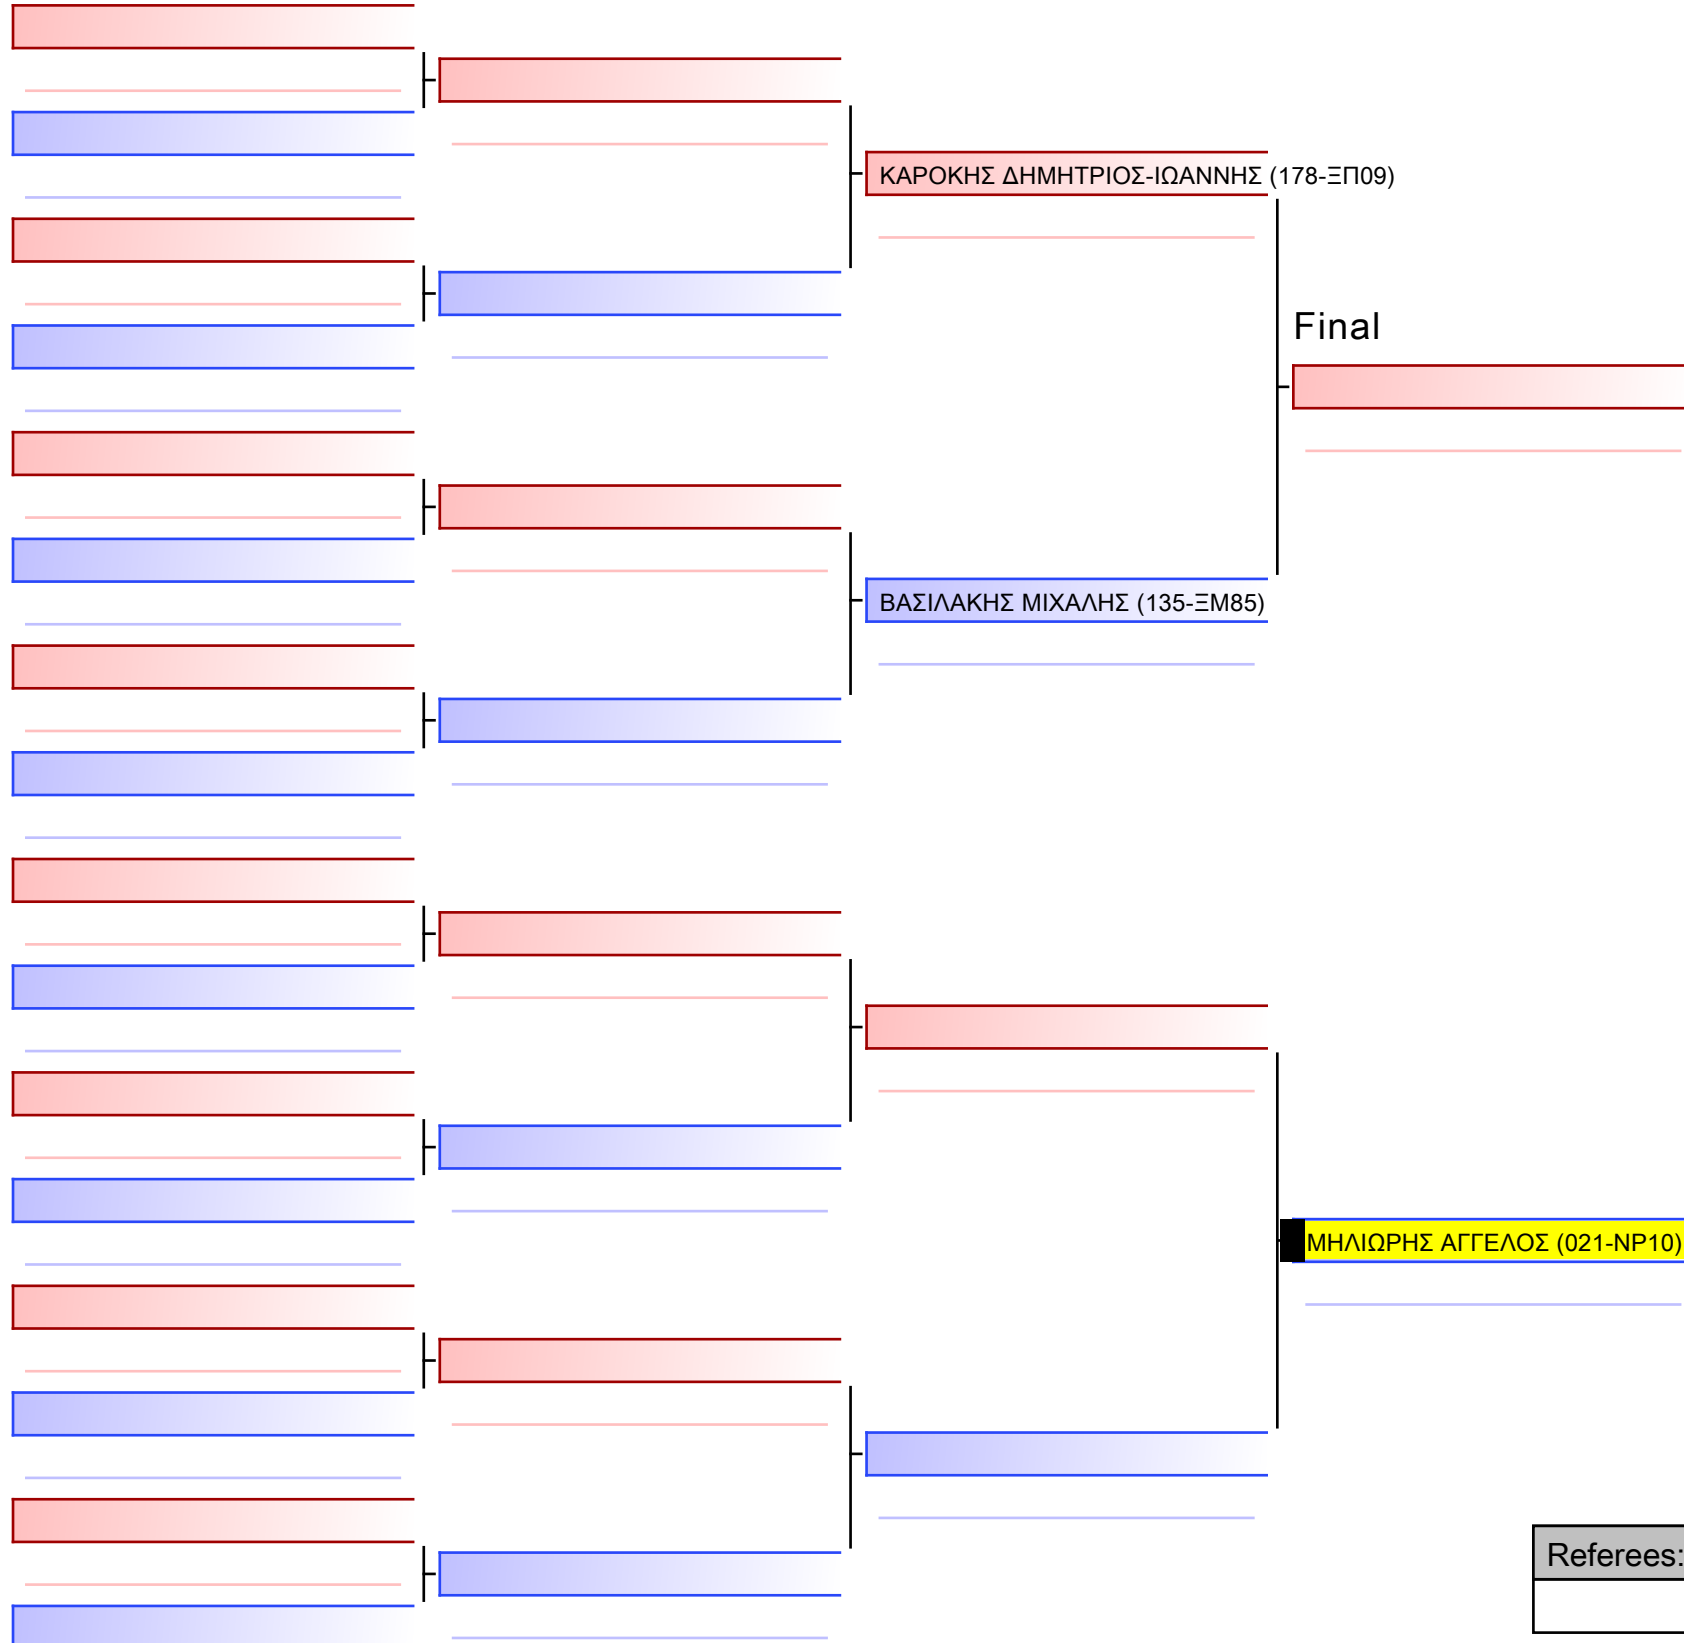 ΚΑΡΟΚΗΣ ΔΗΜΗΤΡΙΟΣ-ΙΩΑΝΝΗΣ (178-ΞΠ09)
Final
ΒΑΣΙΛΑΚΗΣ ΜΙΧΑΛΗΣ (135-ΞΜ85)
ΜΗΛΙΩΡΗΣ ΑΓΓΕΛΟΣ (021-ΝΡ10)
Referees: